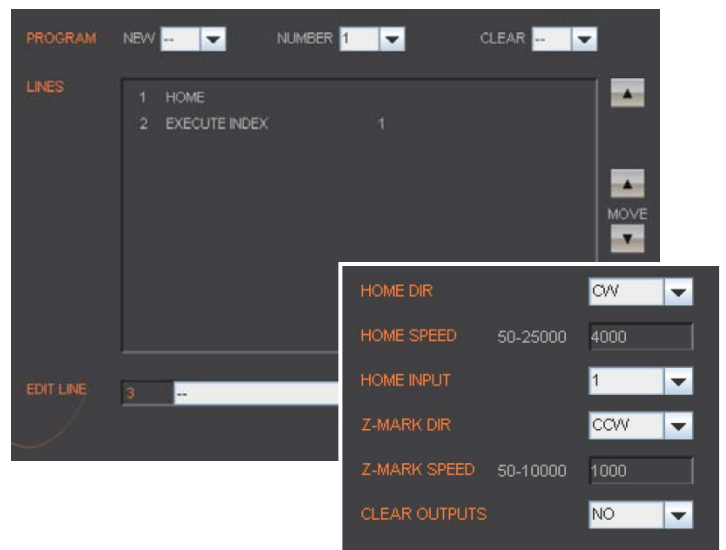 PROGRAM NEW -- NUMBER 1 CLEAR --
LINES
1 HOME
2 EXECUTE INDEX 1
MOVE
EDIT LINE 3 --
HOME DIR CW
HOME SPEED 50-25000 4000
HOME INPUT 1
Z-MARK DIR CCW
Z-MARK SPEED 50-10000 1000
CLEAR OUTPUTS NO